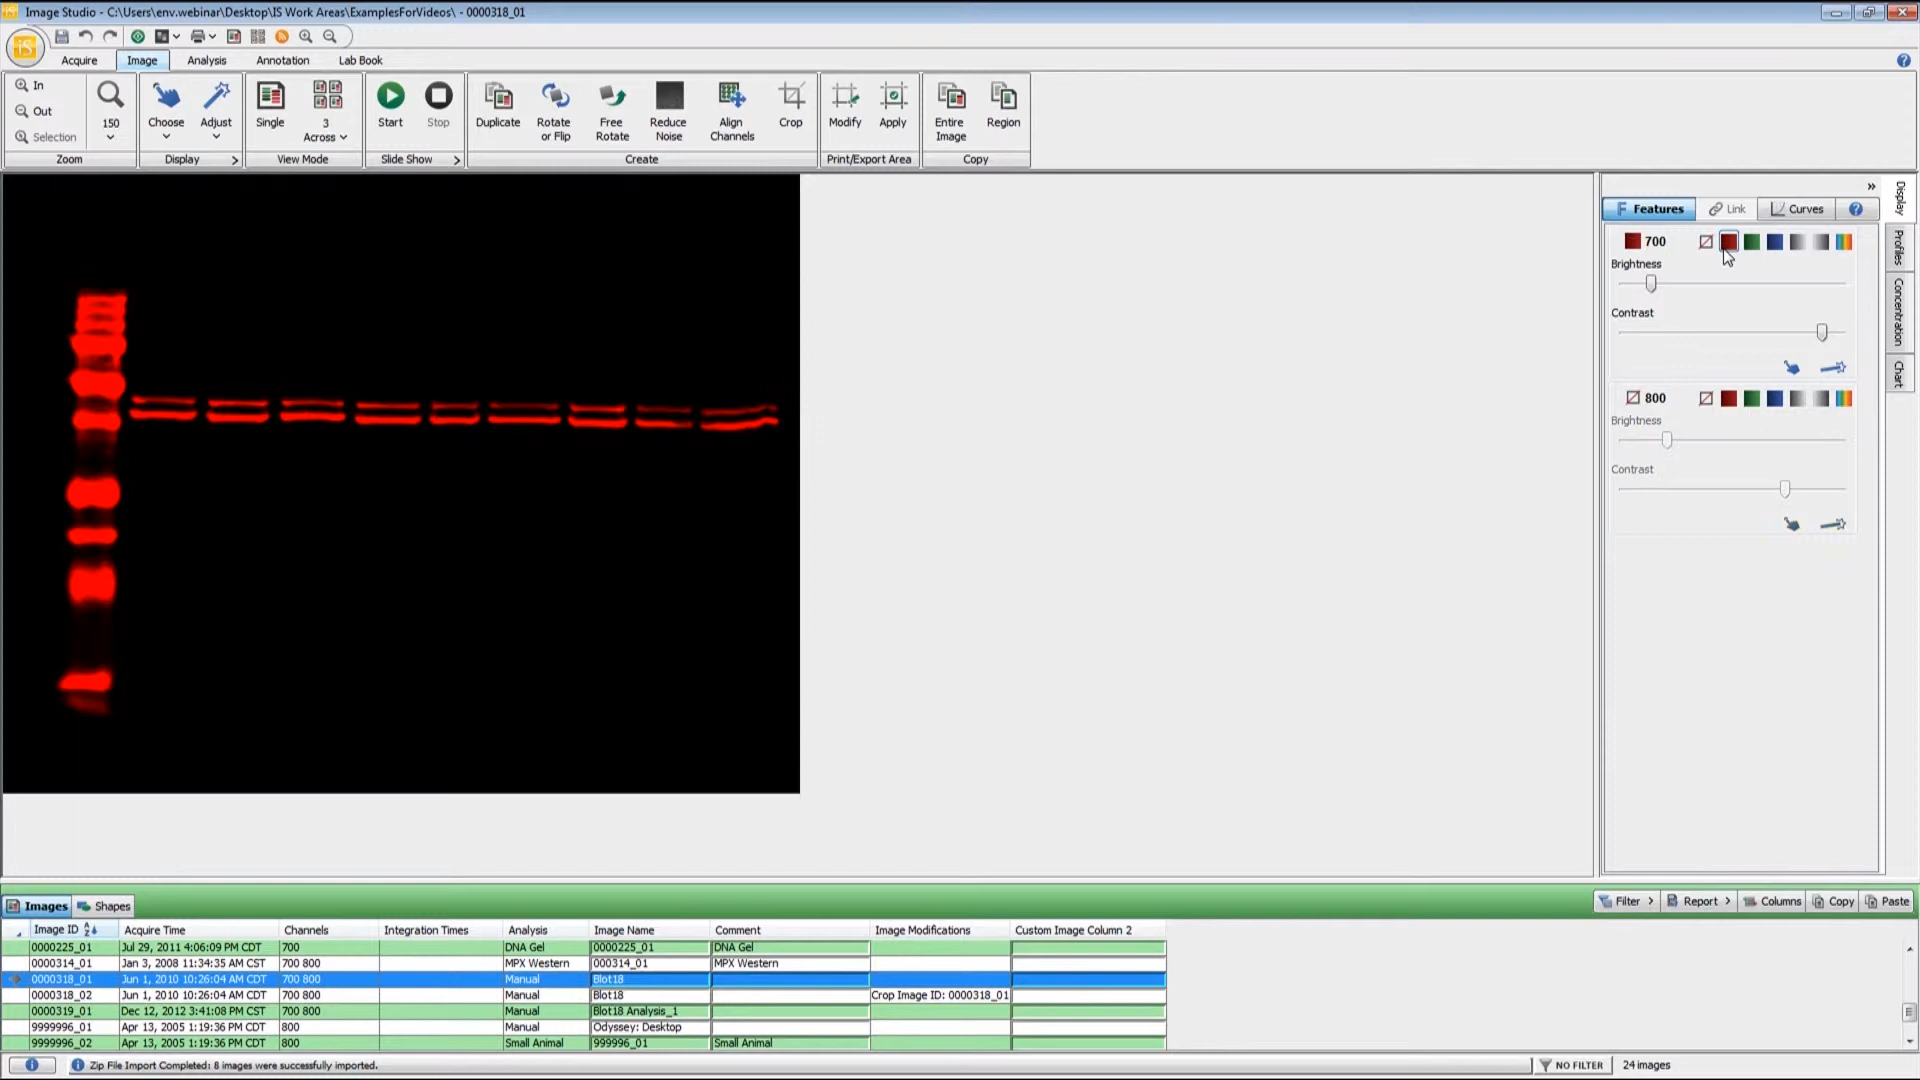 Image Studio - C:\Users\env.webinar\Desktop\IS Work Areas\ExamplesForVideos\ - 0000318_01
iS
Acquire Image Analysis Annotation Lab Book
In
Out
Selection
150
Zoom
Choose Adjust
Display
Single 3 Across
View Mode
Start Stop
Slide Show
Duplicate Rotate or Flip Free Rotate Reduce Noise Align Channels Crop
Create
Modify Apply
Print/Export Area
Entire Image Region
Copy
Features Link Curves
700
Brightness
Contrast
800
Brightness
Contrast
Display
Profiles
Concentration
Chart
Images Shapes
Filter Report Columns Copy Paste
Image ID Acquire Time Channels Integration Times Analysis Image Name Comment Image Modifications Custom Image Column 2
0000225_01 Jul 29, 2011 4:06:09 PM CDT 700 DNA Gel 0000225_01 DNA Gel
0000314_01 Jan 3, 2008 11:34:35 AM CST 700 800 MPX Western 000314_01 MPX Western
0000318_01 Jun 1, 2010 10:26:04 AM CDT 700 800 Manual Blot18
0000318_02 Jun 1, 2010 10:26:04 AM CDT 700 800 Manual Blot18 Crop Image ID: 0000318_01
0000319_01 Dec 12, 2012 3:41:08 PM CST 700 800 Manual Blot18 Analysis_1
9999996_01 Apr 13, 2005 1:19:36 PM CDT 800 Manual Odyssey: Desktop
9999996_02 Apr 13, 2005 1:19:36 PM CDT 800 Small Animal 999996_01 Small Animal
Zip File Import Completed: 8 images were successfully imported.
NO FILTER 24 images